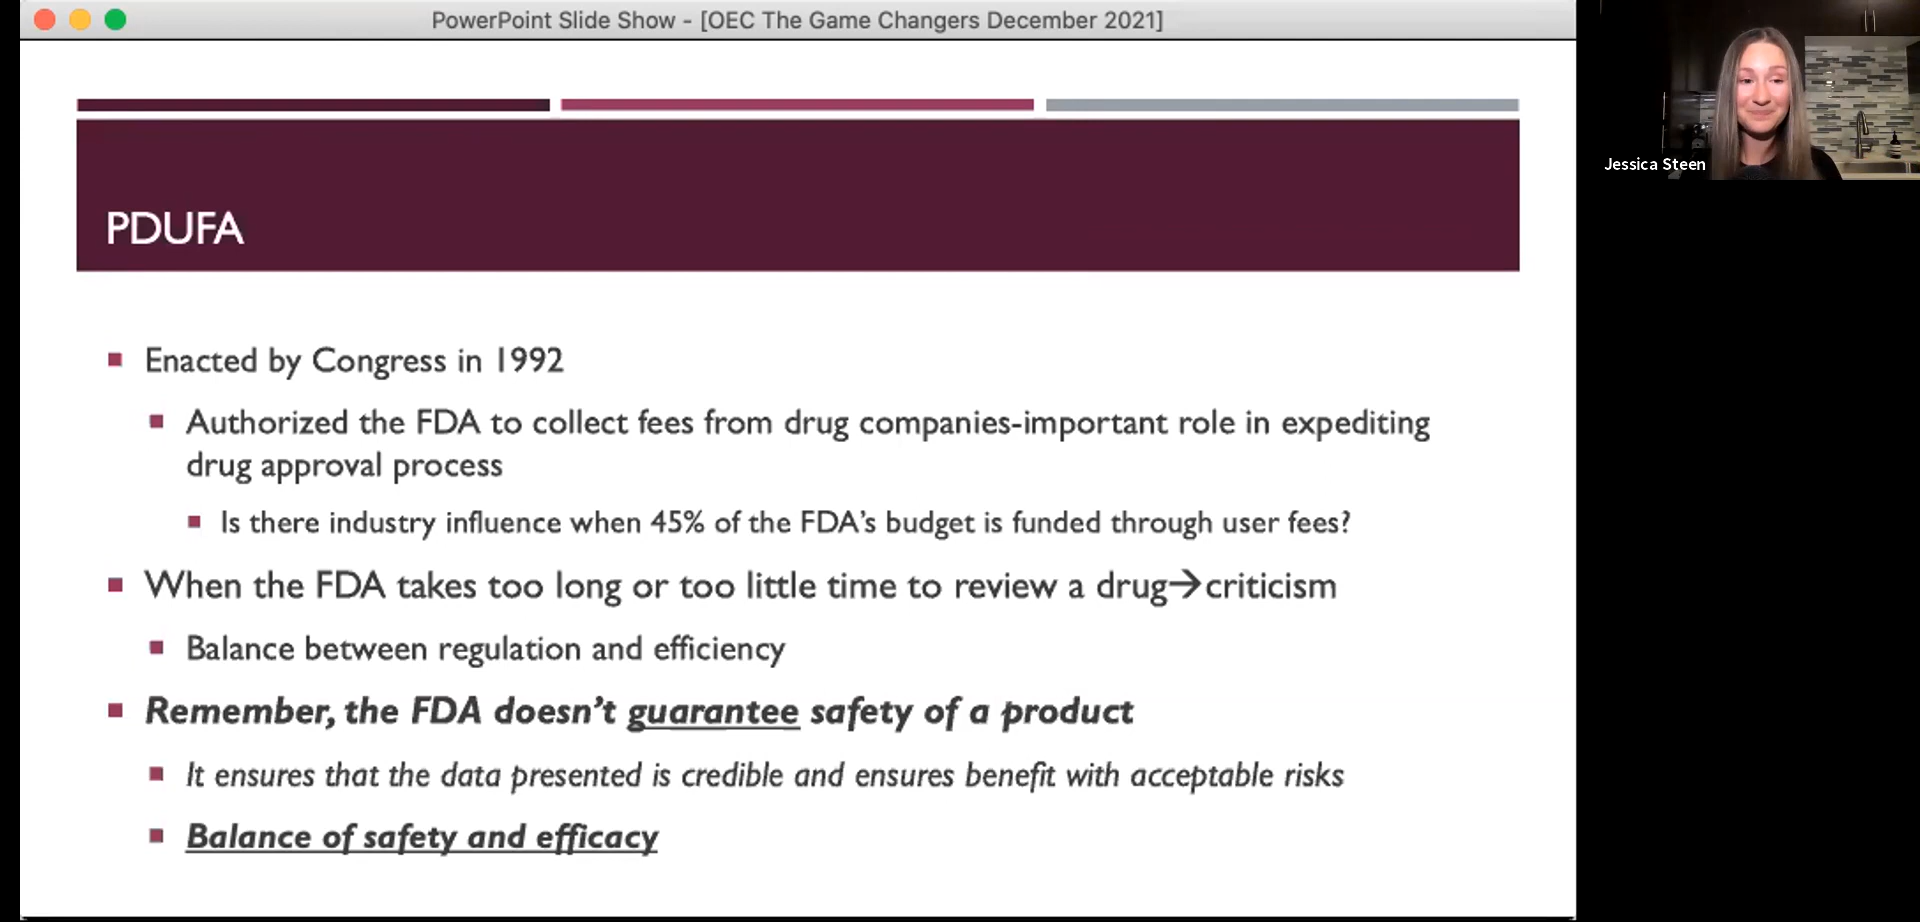 PowerPoint Slide Show - [OEC The Game Changers December 2021]
Jessica Steen
PDUFA
Enacted by Congress in 1992
Authorized the FDA to collect fees from drug companies-important role in expediting
drug approval process
Is there industry influence when 45% of the FDA's budget is funded through user fees?
When the FDA takes too long or too little time to review a drug→criticism
Balance between regulation and efficiency
Remember, the FDA doesn't guarantee safety of a product
It ensures that the data presented is credible and ensures benefit with acceptable risks
Balance of safety and efficacy